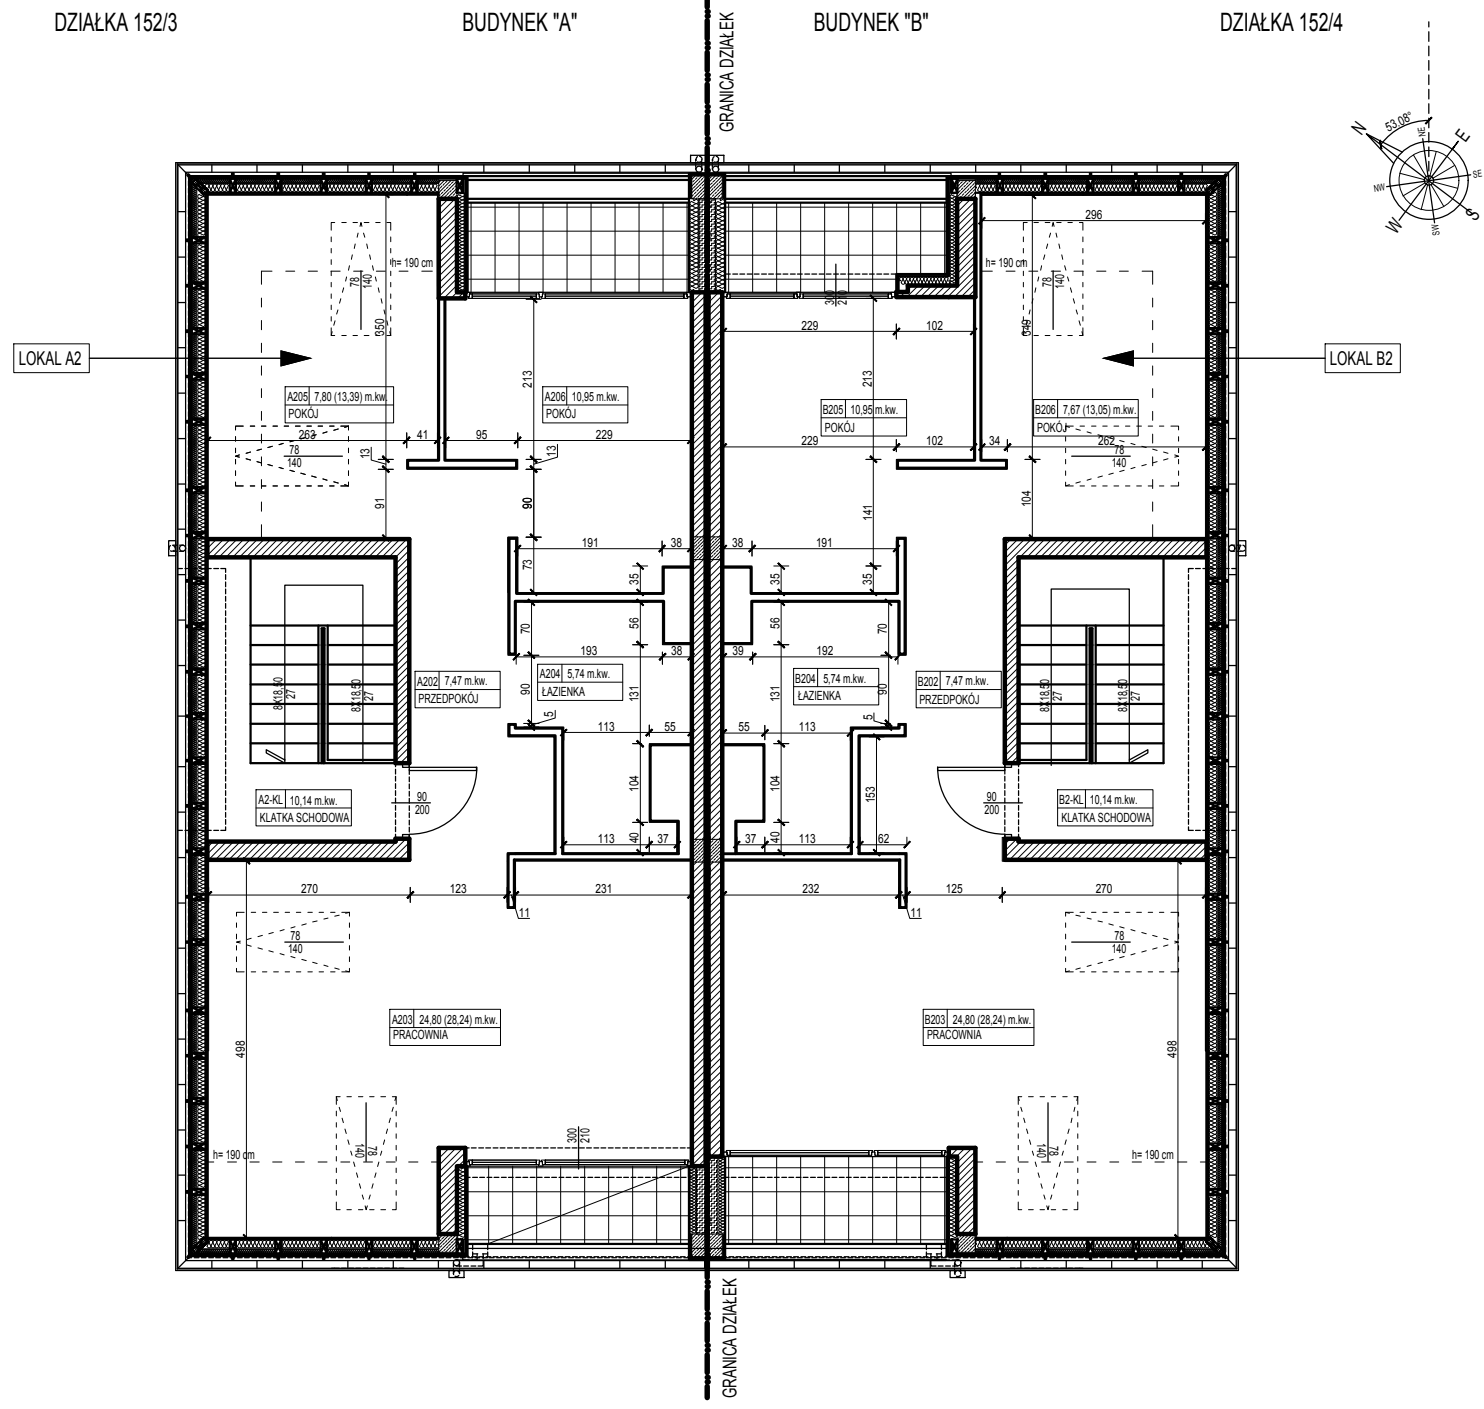 DZIAŁKA 152/3
BUDYNEK "A"
BUDYNEK "B"
DZIAŁKA 152/4
GRANICA DZIAŁEK
53,08°
N
NE
E
SE
S
SW
W
NW
LOKAL A2
LOKAL B2
h= 190 cm
78
140
350
300
210
296
h= 190 cm
78
140
349
229
102
213
213
A205 7,80 (13,39) m.kw.
POKÓJ
A206 10,95 m.kw.
POKÓJ
B205 10,95 m.kw.
POKÓJ
B206 7,67 (13,05) m.kw.
POKÓJ
263
41
95
229
229
102
34
262
78
140
13
13
78
140
91
90
141
104
191
38
38
191
73
35
35
35
70
56
56
70
193
38
39
192
A202 7,47 m.kw.
PRZEDPOKÓJ
A204 5,74 m.kw.
ŁAZIENKA
B204 5,74 m.kw.
ŁAZIENKA
B202 7,47 m.kw.
PRZEDPOKÓJ
8X18,50
27
8X18,50
27
8X18,50
27
8X18,50
27
90
131
131
90
5
5
113
55
55
113
A2-KL 10,14 m.kw.
KLATKA SCHODOWA
90
200
104
104
153
90
200
B2-KL 10,14 m.kw.
KLATKA SCHODOWA
113
37
40
37
40
113
62
270
123
231
232
125
270
11
11
78
140
78
140
A203 24,80 (28,24) m.kw.
PRACOWNIA
B203 24,80 (28,24) m.kw.
PRACOWNIA
498
498
h= 190 cm
78
140
300
210
78
140
h= 190 cm
GRANICA DZIAŁEK